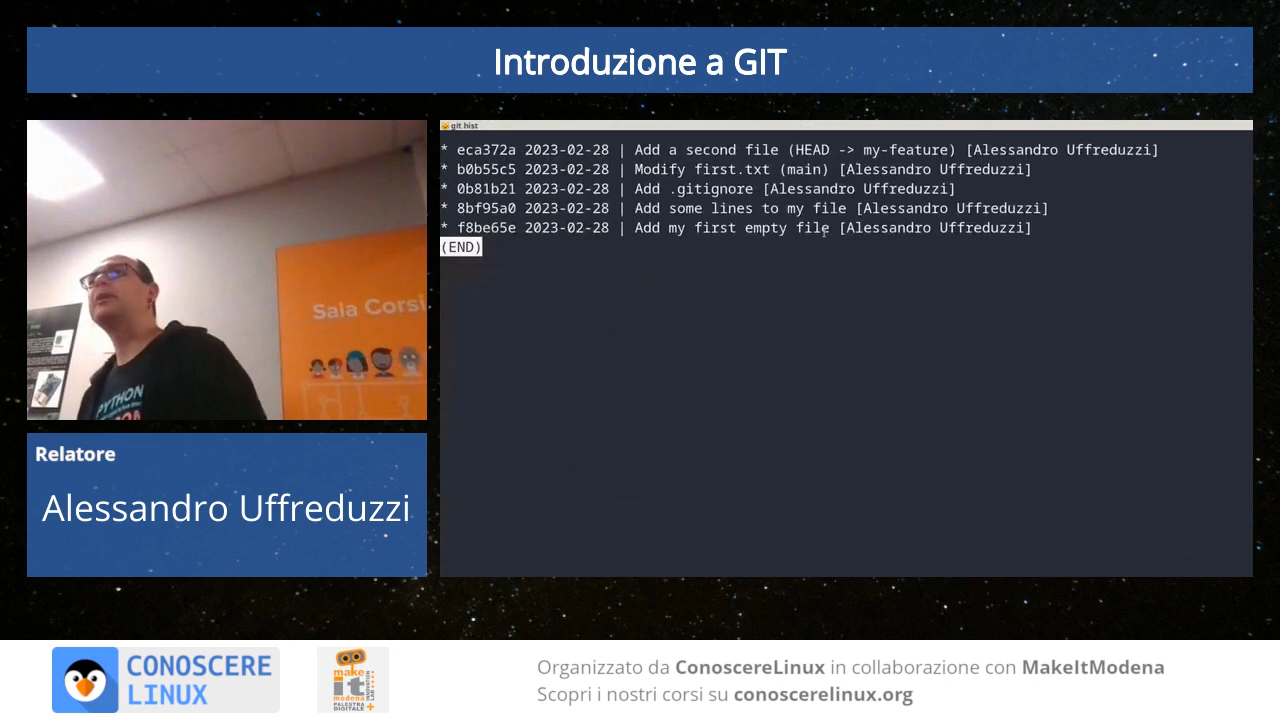 Introduzione a GIT
git hist
* eca372a 2023-02-28 | Add a second file (HEAD -> my-feature) [Alessandro Uffreduzzi]
* b0b55c5 2023-02-28 | Modify first.txt (main) [Alessandro Uffreduzzi]
* 0b81b21 2023-02-28 | Add .gitignore [Alessandro Uffreduzzi]
* 8bf95a0 2023-02-28 | Add some lines to my file [Alessandro Uffreduzzi]
* f8be65e 2023-02-28 | Add my first empty file [Alessandro Uffreduzzi]
(END)
Sala Corsi
PYTHON
Relatore
Alessandro Uffreduzzi
CONOSCERE
LINUX
make
it
modena
PALESTRA
DIGITALE
INNOVATION
LAB
Organizzato da ConoscereLinux in collaborazione con MakeItModena
Scopri i nostri corsi su conoscerelinux.org